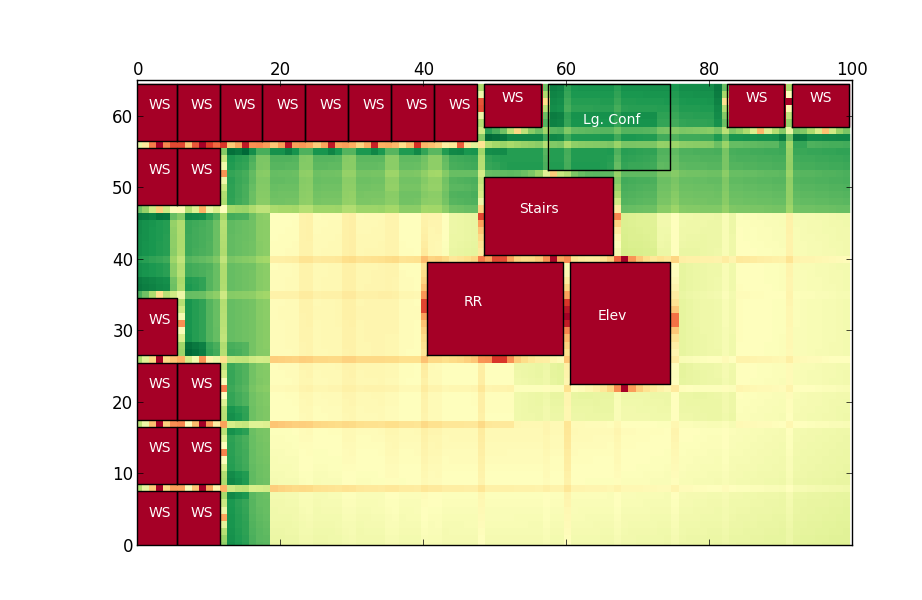 0 20 40 60 80 100
60
WS WS WS WS WS WS WS WS WS Lg. Conf WS WS
50
WS WS
Stairs
40
30
WS
RR
Elev
20
WS WS
10
WS WS
WS WS
0